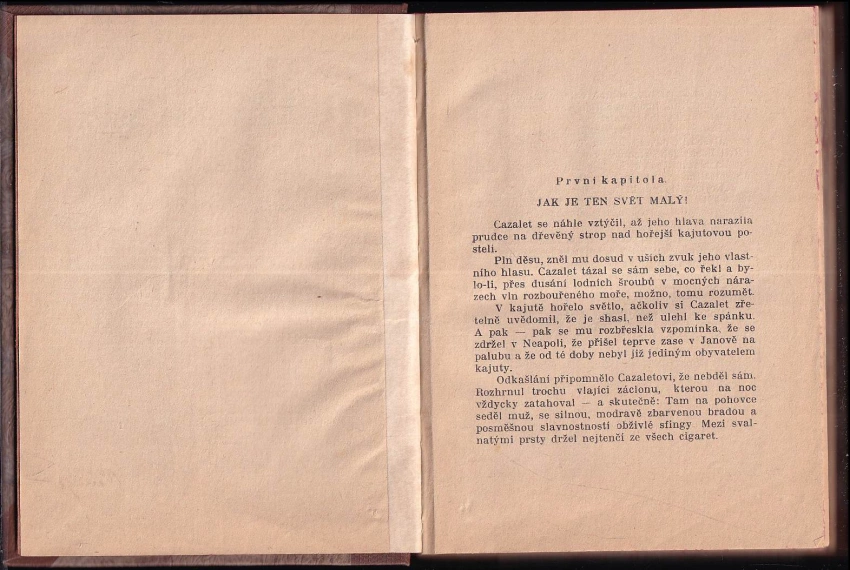 První kapitola.
JAK JE TEN SVĚT MALÝ!
Cazalet se náhle vztýčil, až jeho hlava narazila
prudce na dřevěný strop nad hořejší kajutovou po-
stelí.
Pln děsu, zněl mu dosud v uších zvuk jeho vlast-
ního hlasu. Cazalet tázal se sám sebe, co řekl a by-
lo-li, přes dusání lodních šroubů v mocných nára-
zech vln rozbouřeného moře, možno, tomu rozumět.
V kajutě hořelo světlo, ačkoliv si Cazalet zře-
telně uvědomil, že je shasl, než ulehl ke spánku.
A pak — pak se mu rozbřeskla vzpomínka, že se
zdržel v Neapoli, že přišel teprve zase v Janově na
palubu a že od té doby nebyl již jediným obyvatelem
kajuty.
Odkašlání připomnělo Cazaletovi, že nebděl sám.
Rozhrnul trochu vlající záclonu, kterou na noc
vždycky zatahoval — a skutečně: Tam na pohovce
seděl muž, se silnou, modravě zbarvenou bradou a
posměšnou slavnostností obživlé sfingy. Mezi sval-
natými prsty držel nejtenčí ze všech cigaret.